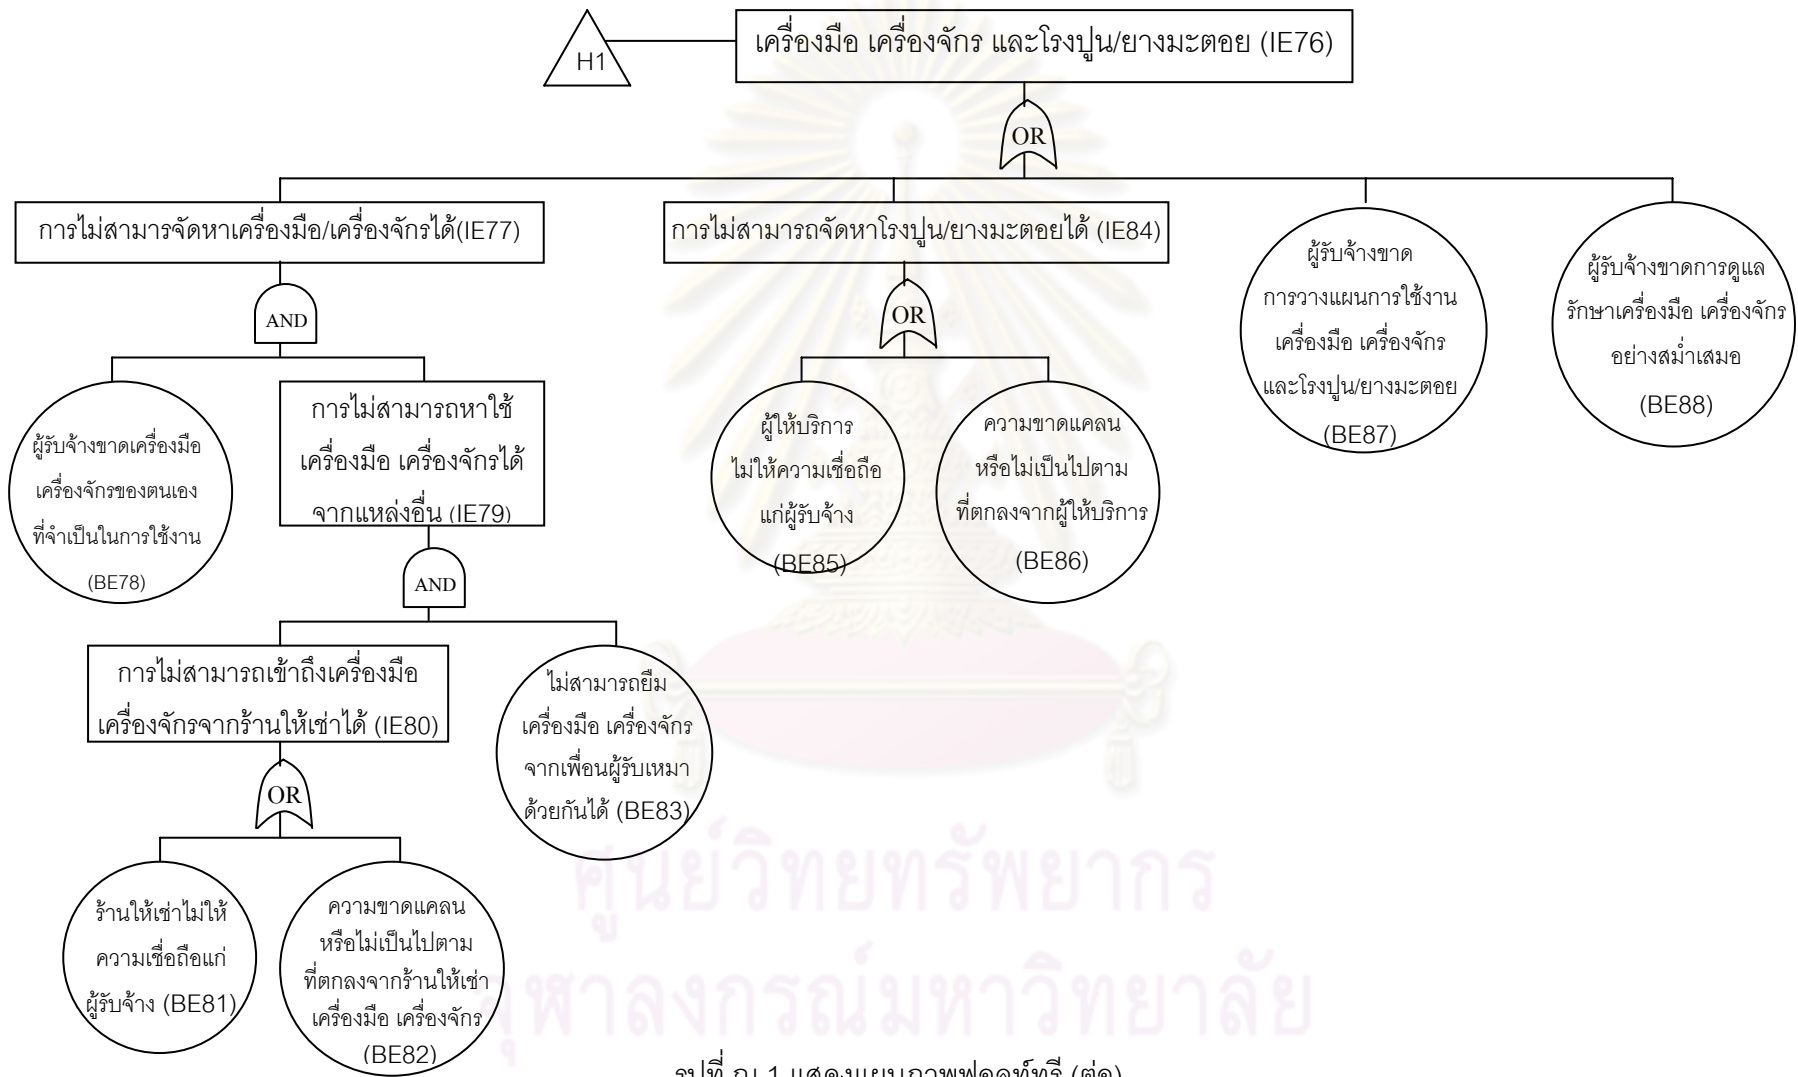 H1
เครื่องมือ เครื่องจักร และโรงปูน/ยางมะตอย (IE76)
OR
การไม่สามารจัดหาเครื่องมือ/เครื่องจักรได้(IE77)
การไม่สามารถจัดหาโรงปูน/ยางมะตอยได้ (IE84)
ผู้รับจ้างขาด
การวางแผนการใช้งาน
เครื่องมือ เครื่องจักร
และโรงปูน/ยางมะตอย
(BE87)
ผู้รับจ้างขาดการดูแล
รักษาเครื่องมือ เครื่องจักร
อย่างสม่ำเสมอ
(BE88)
AND
OR
ผู้รับจ้างขาดเครื่องมือ
เครื่องจักรของตนเอง
ที่จำเป็นในการใช้งาน
(BE78)
การไม่สามารถหาใช้
เครื่องมือ เครื่องจักรได้
จากแหล่งอื่น (IE79)
ผู้ให้บริการ
ไม่ให้ความเชื่อถือ
แก่ผู้รับจ้าง
(BE85)
ความขาดแคลน
หรือไม่เป็นไปตาม
ที่ตกลงจากผู้ให้บริการ
(BE86)
AND
การไม่สามารถเข้าถึงเครื่องมือ
เครื่องจักรจากร้านให้เช่าได้ (IE80)
ไม่สามารถยืม
เครื่องมือ เครื่องจักร
จากเพื่อนผู้รับเหมา
ด้วยกันได้ (BE83)
OR
ร้านให้เช่าไม่ให้
ความเชื่อถือแก่
ผู้รับจ้าง (BE81)
ความขาดแคลน
หรือไม่เป็นไปตาม
ที่ตกลงจากร้านให้เช่า
เครื่องมือ เครื่องจักร
(BE82)
ศูนย์วิทยทรัพยากร
จุฬาลงกรณ์มหาวิทยาลัย
รูปที่ ณ.1 แสดงแผนภาพฟอลท์ทรี (ต่อ)